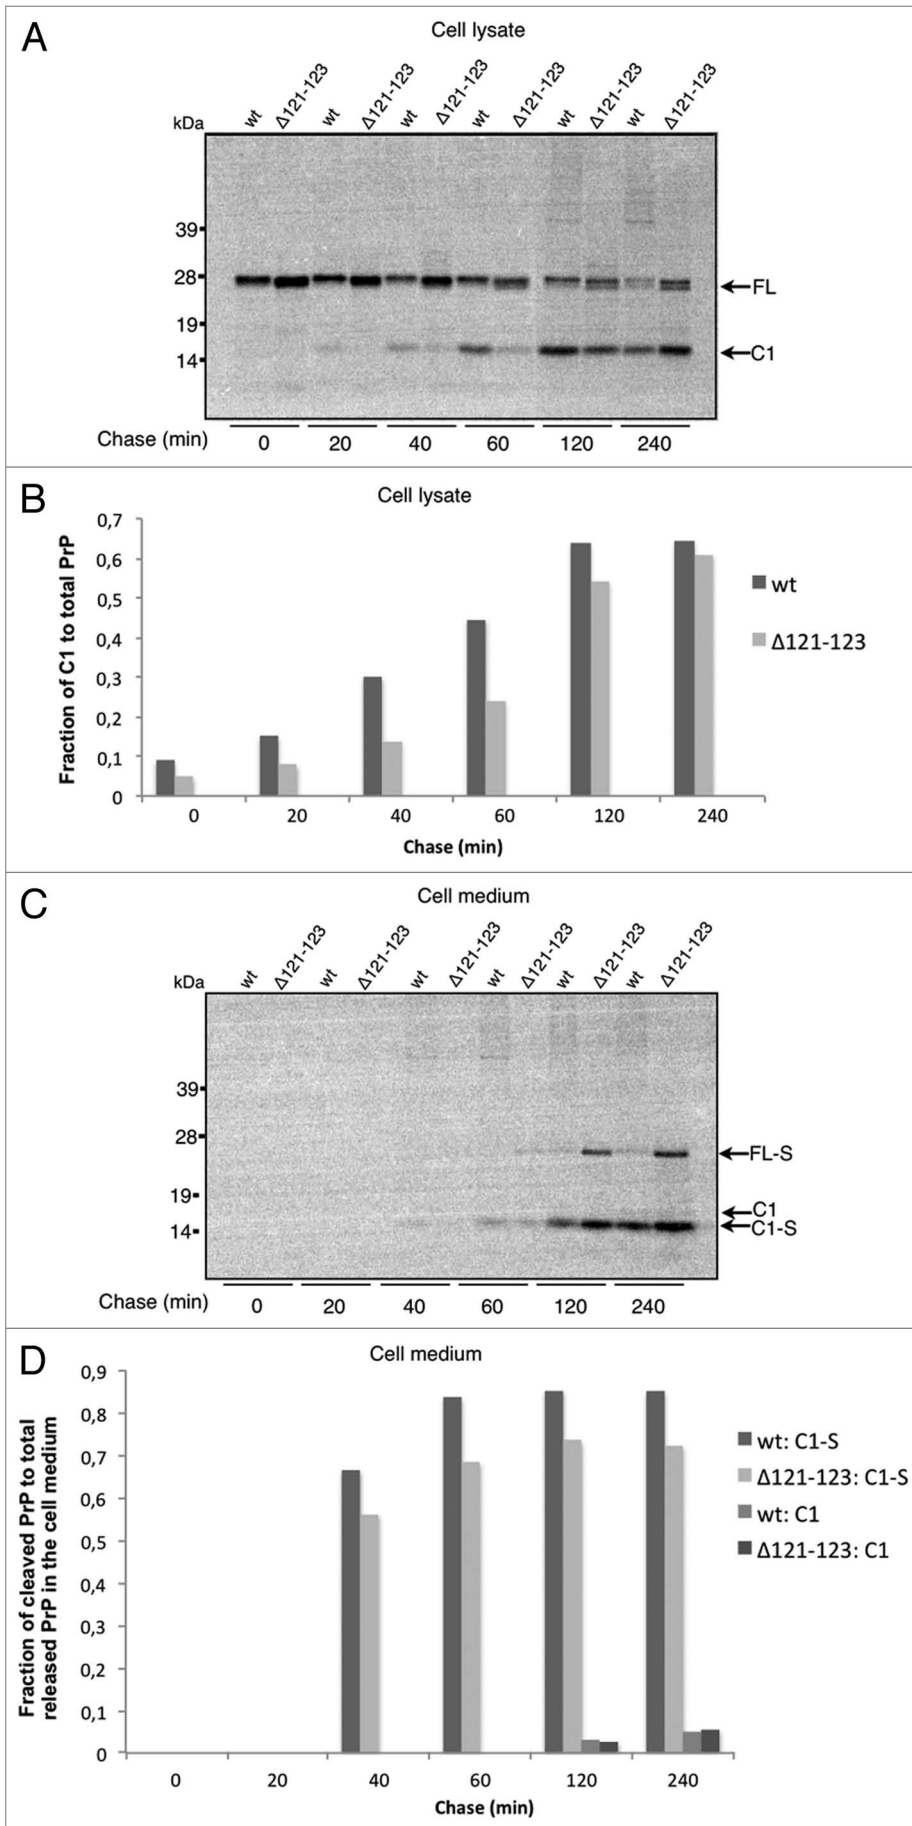 A
Cell lysate
wt Δ121-123 wt Δ121-123 wt Δ121-123 wt Δ121-123 wt Δ121-123 wt Δ121-123
kDa
39
28
FL
19
C1
14
Chase (min) 0 20 40 60 120 240
B
Cell lysate
Fraction of C1 to total PrP
0,7
0,6
0,5
0,4
0,3
0,2
0,1
0
wt
Δ121-123
0 20 40 60 120 240
Chase (min)
C
Cell medium
wt Δ121-123 wt Δ121-123 wt Δ121-123 wt Δ121-123 wt Δ121-123 wt Δ121-123
kDa
39
28
FL-S
19
C1
C1-S
14
Chase (min) 0 20 40 60 120 240
D
Cell medium
Fraction of cleaved PrP to total
released PrP in the cell medium
0,9
0,8
0,7
0,6
0,5
0,4
0,3
0,2
0,1
0
wt: C1-S
Δ121-123: C1-S
wt: C1
Δ121-123: C1
0 20 40 60 120 240
Chase (min)